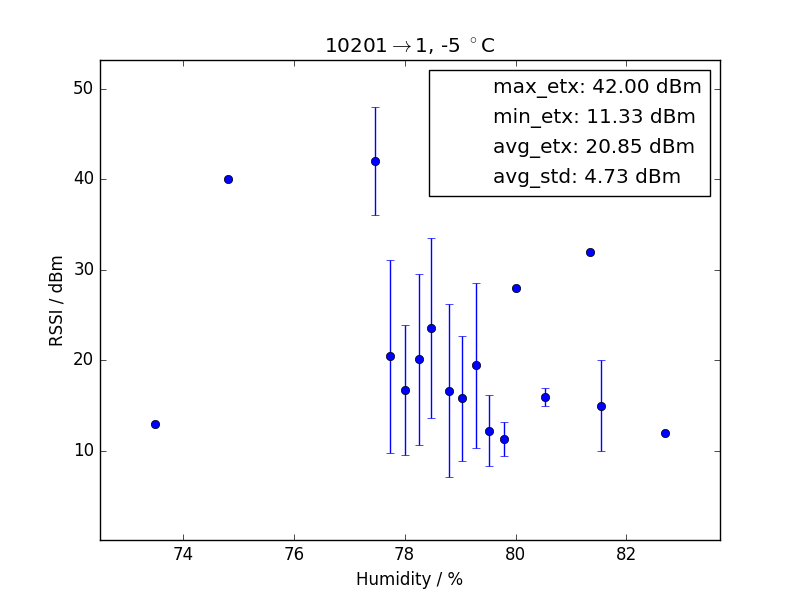 10201→1, -5 °C
max_etx: 42.00 dBm
min_etx: 11.33 dBm
avg_etx: 20.85 dBm
avg_std: 4.73 dBm
RSSI / dBm
50
40
30
20
10
74 76 78 80 82
Humidity / %